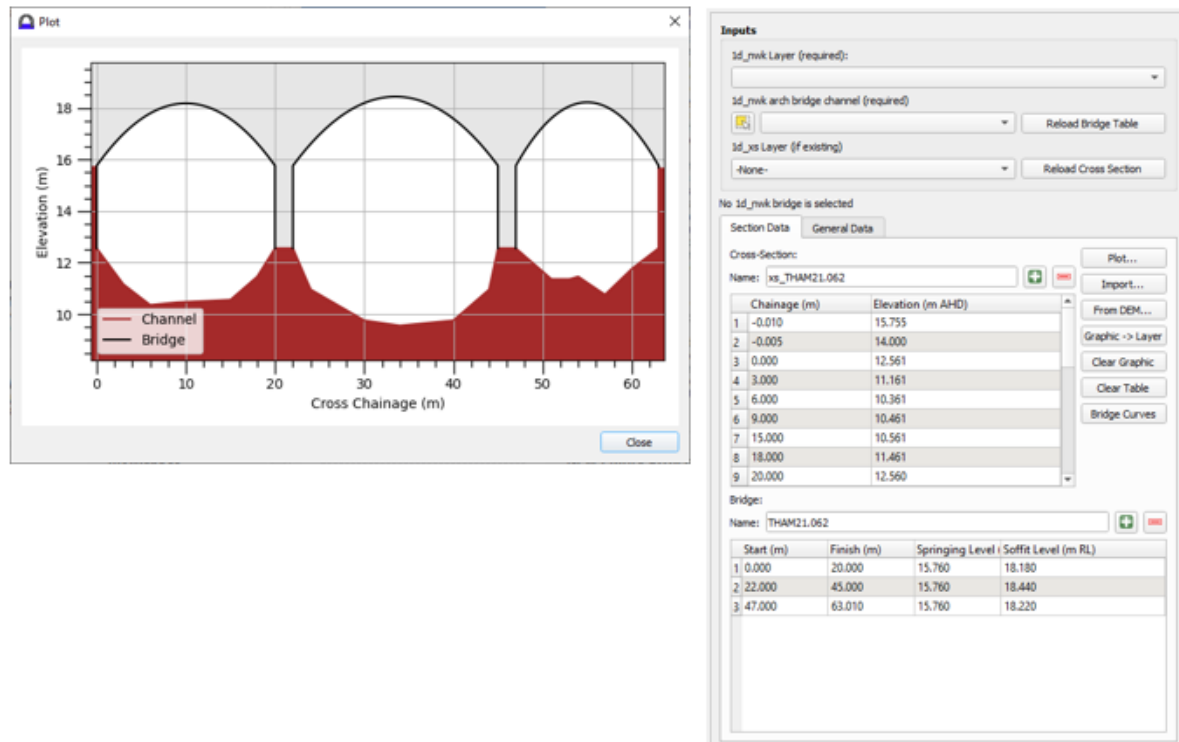 Plot
18
16
14
12
10
Elevation (m)
Channel
Bridge
0 10 20 30 40 50 60
Cross Chainage (m)
Close
Inputs
1d_nwk Layer (required):
1d_nwk arch bridge channel (required)
Reload Bridge Table
1d_xs Layer (if existing)
-None- Reload Cross Section
No 1d_nwk bridge is selected
Section Data General Data
Cross-Section:
Name: xs_THAM21.062
Plot...
Import...
From DEM...
Graphic -> Layer
Clear Graphic
Clear Table
Bridge Curves
Chainage (m) Elevation (m AHD)
1 -0.010 15.755
2 -0.005 14.000
3 0.000 12.561
4 3.000 11.161
5 6.000 10.361
6 9.000 10.461
7 15.000 10.561
8 18.000 11.461
9 20.000 12.560
Bridge:
Name: THAM21.062
Start (m) Finish (m) Springing Level ( Soffit Level (m RL)
1 0.000 20.000 15.760 18.180
2 22.000 45.000 15.760 18.440
3 47.000 63.010 15.760 18.220